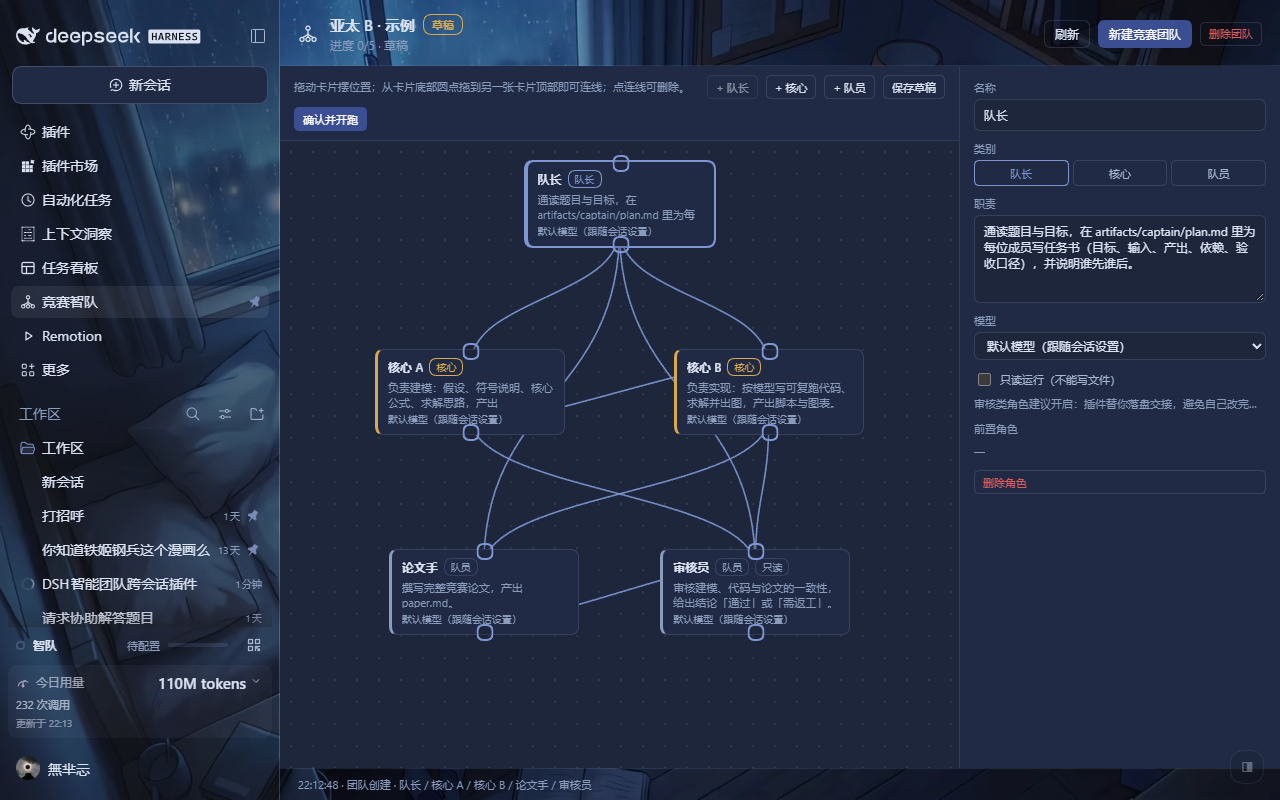 deepseek HARNESS
新会话
插件
插件市场
自动化任务
上下文洞察
任务看板
竞赛智队
Remotion
更多
工作区
工作区
新会话
打招呼 1天
你知道铁姬钢兵这个漫画么 13天
DSH智能团队跨会话插件 1分钟
请求协助解答题目 1天
智队 待配置
今日用量 110M tokens
232 次调用
更新于 22:13
無芈忈
亚太 B · 示例 草稿
进度 0/5 · 草稿
刷新
新建竞赛团队
删除团队
拖动卡片摆位置；从卡片底部圆点拖到另一张卡片顶部即可连线；点连线可删除。
+ 队长
+ 核心
+ 队员
保存草稿
确认并开跑
队长 队长
通读题目与目标，在
artifacts/captain/plan.md 里为每
默认模型（跟随会话设置）
核心 A 核心
负责建模：假设、符号说明、核心
公式、求解思路，产出
默认模型（跟随会话设置）
核心 B 核心
负责实现：按模型写可复跑代码、
求解并出图，产出脚本与图表。
默认模型（跟随会话设置）
论文手 队员
撰写完整竞赛论文，产出
paper.md。
默认模型（跟随会话设置）
审核员 队员 只读
审核建模、代码与论文的一致性，
给出结论「通过」或「需返工」。
默认模型（跟随会话设置）
名称
队长
类别
队长
核心
队员
职责
通读题目与目标，在 artifacts/captain/plan.md 里为
每位成员写任务书（目标、输入、产出、依赖、验
收口径），并说明谁先谁后。
模型
默认模型（跟随会话设置）
只读运行（不能写文件）
审核类角色建议开启：插件替你落盘交接，避免自己改完...
前置角色
—
删除角色
22:12:48 · 团队创建 · 队长 / 核心 A / 核心 B / 论文手 / 审核员